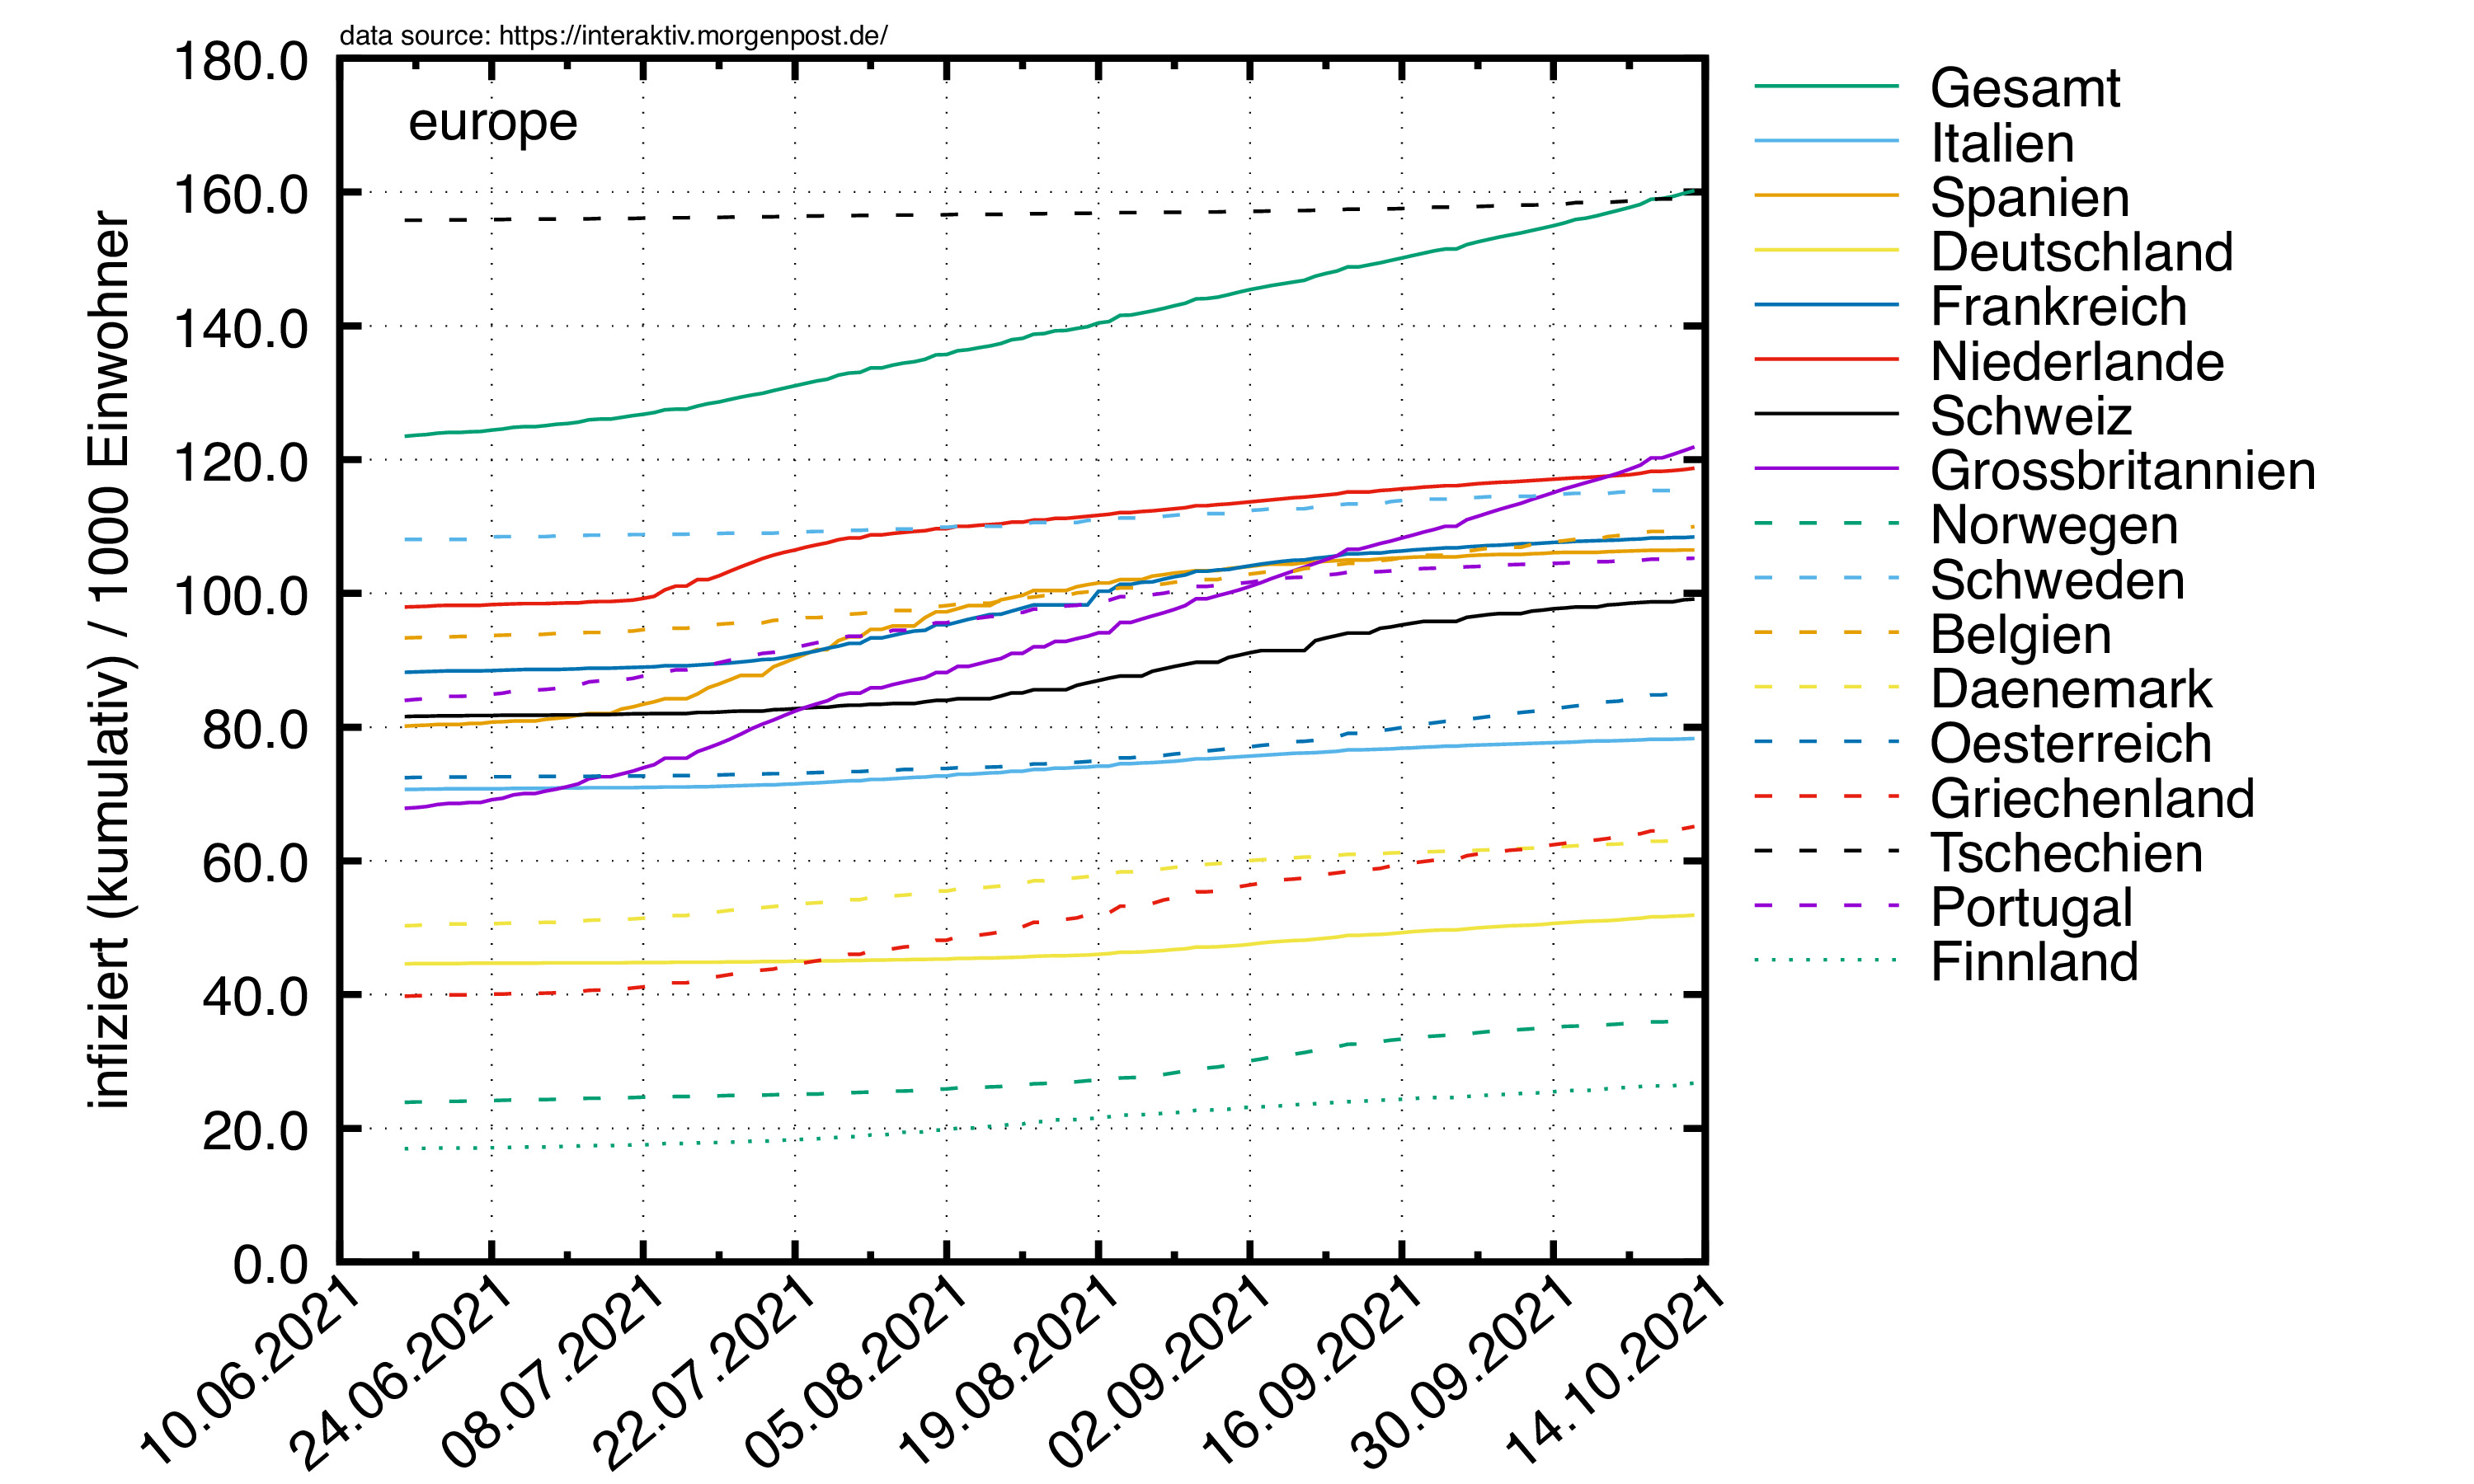 data source: https://interaktiv.morgenpost.de/
europe
infiziert (kumulativ) / 1000 Einwohner
180.0
160.0
140.0
120.0
100.0
80.0
60.0
40.0
20.0
0.0
10.06.2021
24.06.2021
08.07.2021
22.07.2021
05.08.2021
19.08.2021
02.09.2021
16.09.2021
30.09.2021
14.10.2021
Gesamt
Italien
Spanien
Deutschland
Frankreich
Niederlande
Schweiz
Grossbritannien
Norwegen
Schweden
Belgien
Daenemark
Oesterreich
Griechenland
Tschechien
Portugal
Finnland